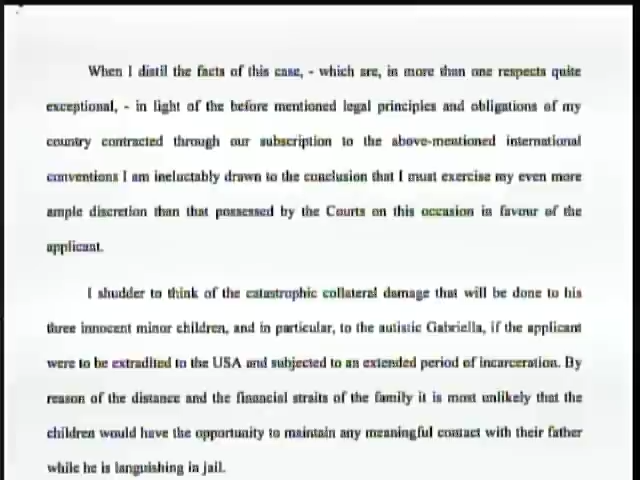 When I distil the facts of this case, - which are, in more than one respects quite
exceptional, - in light of the before mentioned legal principles and obligations of my
country contracted through our subscription to the above-mentioned international
conventions I am ineluctably drawn to the conclusion that I must exercise my even more
ample discretion than that possessed by the Courts on this occasion in favour of the
applicant.
I shudder to think of the catastrophic collateral damage that will be done to his
three innocent minor children, and in particular, to the autistic Gabriella, if the applicant
were to be extradited to the USA and subjected to an extended period of incarceration. By
reason of the distance and the financial straits of the family it is most unlikely that the
children would have the opportunity to maintain any meaningful contact with their father
while he is languishing in jail.